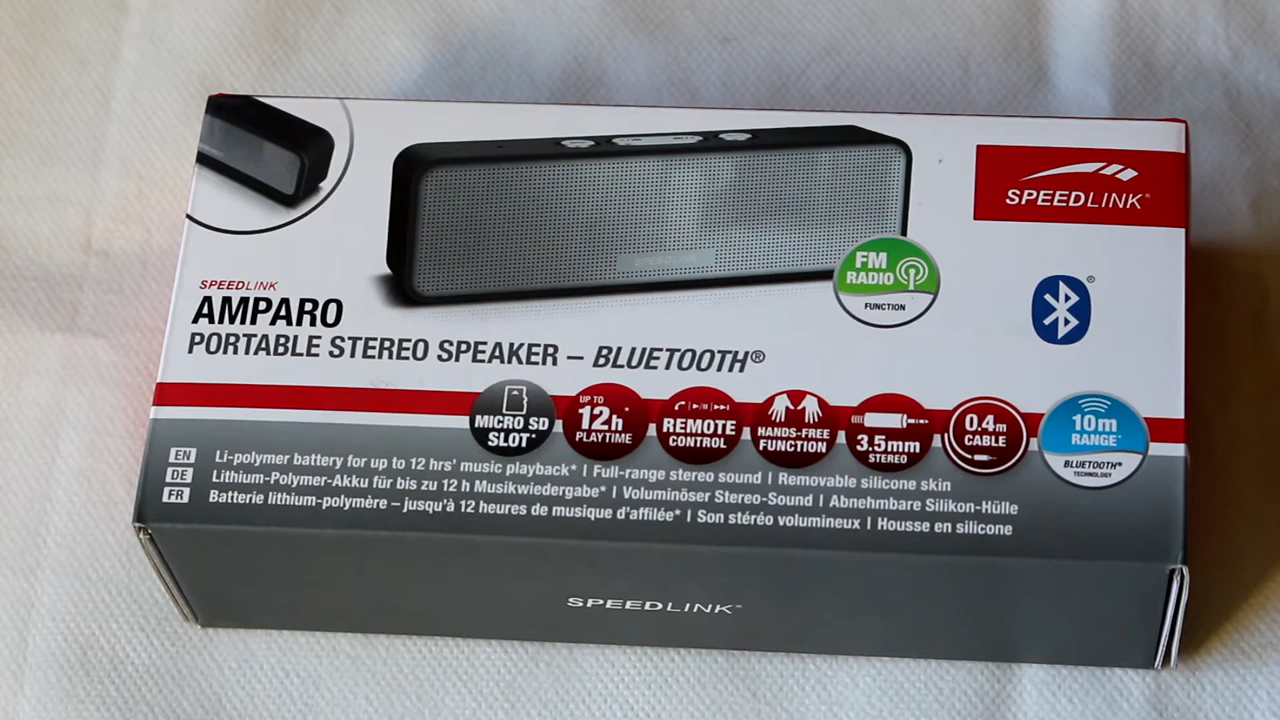 SPEEDLINK®
SPEEDLINK
FM
RADIO
FUNCTION
®
SPEEDLINK
AMPARO
PORTABLE STEREO SPEAKER – BLUETOOTH®
MICRO SD
SLOT*
UP TO
12h*
PLAYTIME
REMOTE
CONTROL
HANDS-FREE
FUNCTION
3.5mm
STEREO
0.4m
CABLE
10m
RANGE*
BLUETOOTH®
TECHNOLOGY
EN Li-polymer battery for up to 12 hrs' music playback* | Full-range stereo sound | Removable silicone skin
DE Lithium-Polymer-Akku für bis zu 12 h Musikwiedergabe* | Voluminöser Stereo-Sound | Abnehmbare Silikon-Hülle
FR Batterie lithium-polymère – jusqu'à 12 heures de musique d'affilée* | Son stéréo volumineux | Housse en silicone
SPEEDLINK®